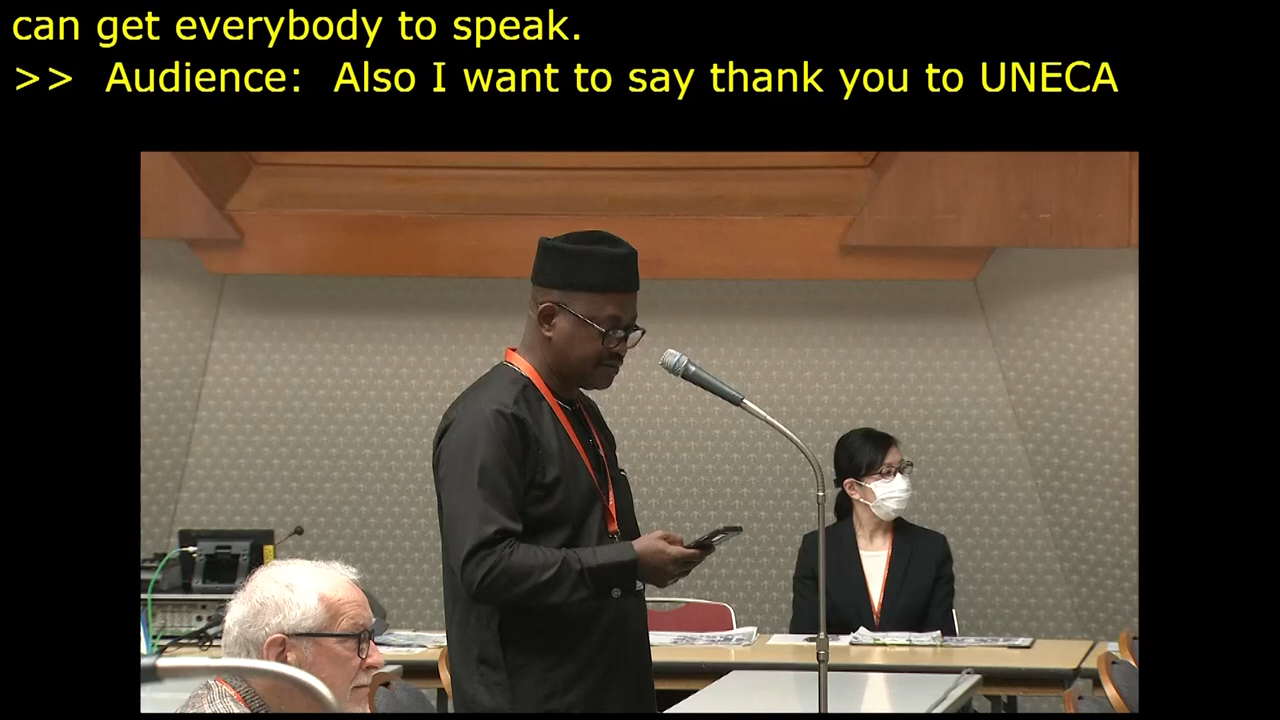 can get everybody to speak.
>> Audience: Also I want to say thank you to UNECA